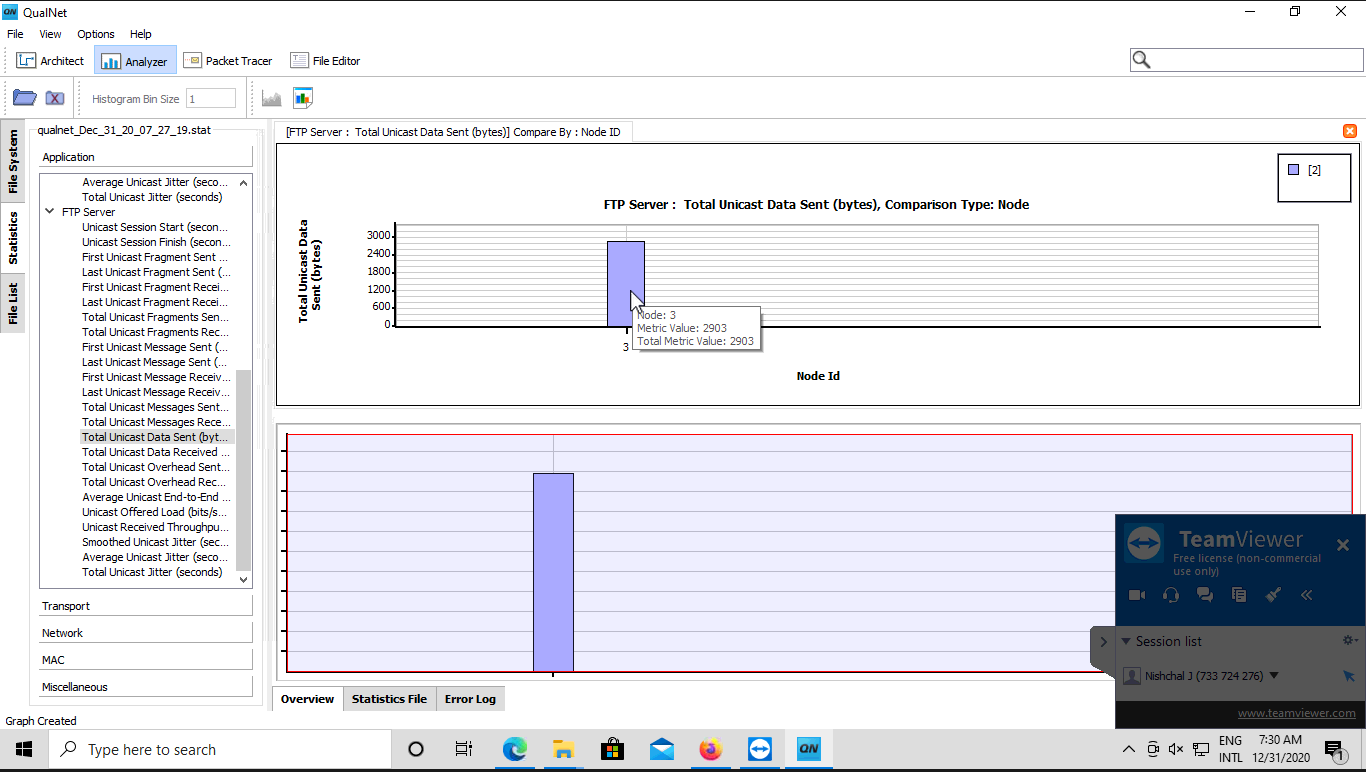 QN QualNet
File View Options Help
Architect Analyzer Packet Tracer File Editor
Histogram Bin Size 1
File System
Statistics
File List
qualnet_Dec_31_20_07_27_19.stat
Application
Average Unicast Jitter (seco...
Total Unicast Jitter (seconds)
FTP Server
Unicast Session Start (secon...
Unicast Session Finish (secon...
First Unicast Fragment Sent ...
Last Unicast Fragment Sent (...
First Unicast Fragment Recei...
Last Unicast Fragment Recei...
Total Unicast Fragments Sen...
Total Unicast Fragments Rec...
First Unicast Message Sent (...
Last Unicast Message Sent (...
First Unicast Message Receiv...
Last Unicast Message Receiv...
Total Unicast Messages Sent...
Total Unicast Messages Rece...
Total Unicast Data Sent (byt...
Total Unicast Data Received ...
Total Unicast Overhead Sent...
Total Unicast Overhead Rec...
Average Unicast End-to-End ...
Unicast Offered Load (bits/s...
Unicast Received Throughpu...
Smoothed Unicast Jitter (sec...
Average Unicast Jitter (seco...
Total Unicast Jitter (seconds)
Transport
Network
MAC
Miscellaneous
[FTP Server : Total Unicast Data Sent (bytes)] Compare By : Node ID
[2]
FTP Server : Total Unicast Data Sent (bytes), Comparison Type: Node
Total Unicast Data
Sent (bytes)
3000
2400
1800
1200
600
0
Node: 3
Metric Value: 2903
Total Metric Value: 2903
3
Node Id
Overview Statistics File Error Log
TeamViewer
Free license (non-commercial
use only)
Session list
Nishchal J (733 724 276)
www.teamviewer.com
Graph Created
Type here to search
QN
ENG
INTL
7:30 AM
12/31/2020
1